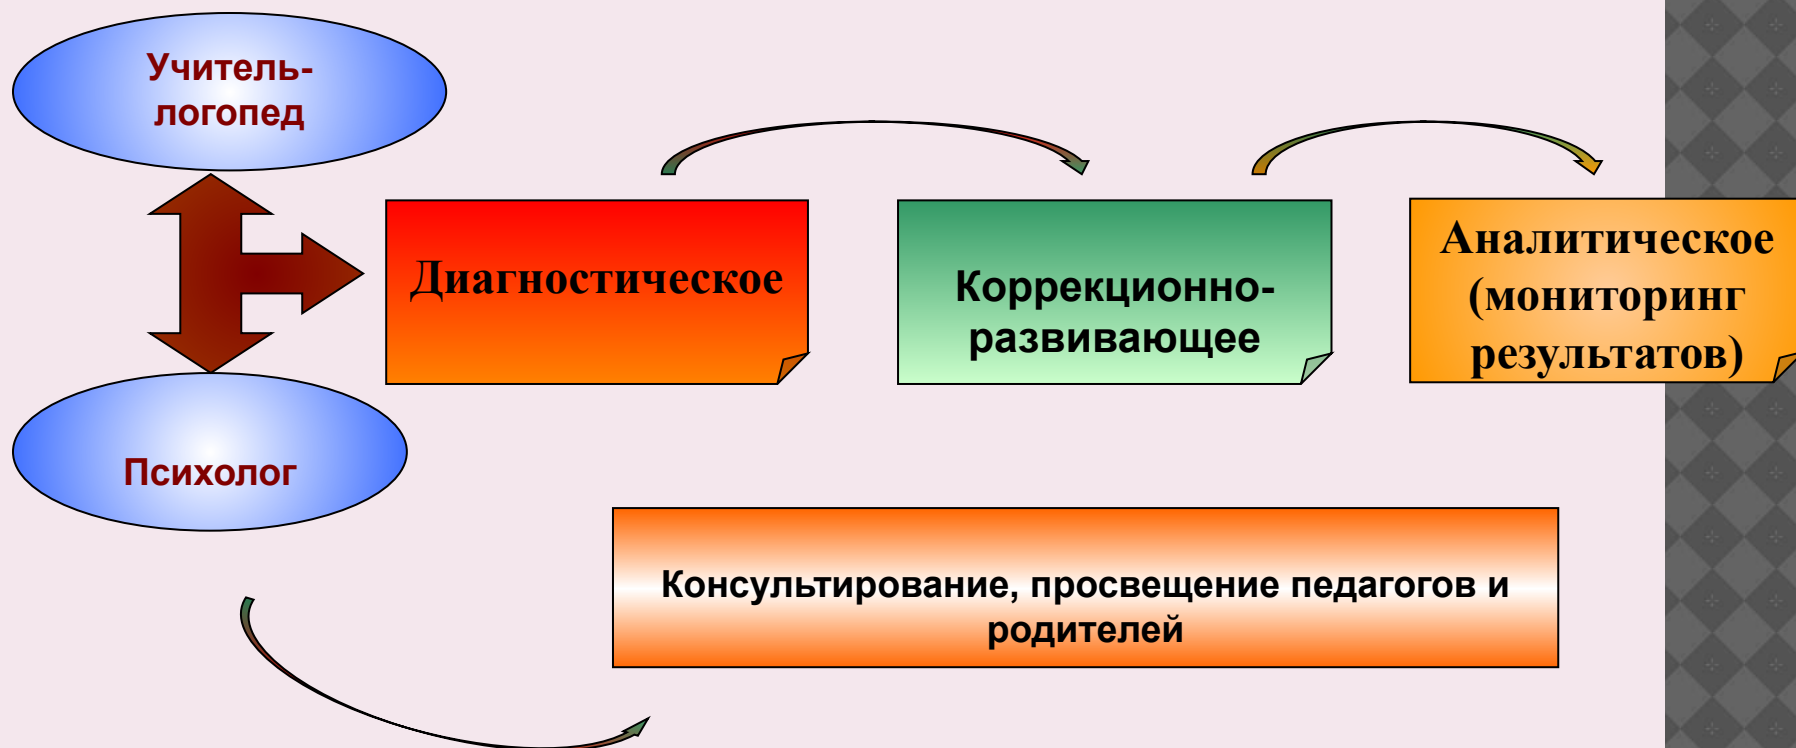 Учитель-
логопед
Диагностическое
Коррекционно-
развивающее
Аналитическое
(мониторинг
результатов)
Психолог
Консультирование, просвещение педагогов и
родителей